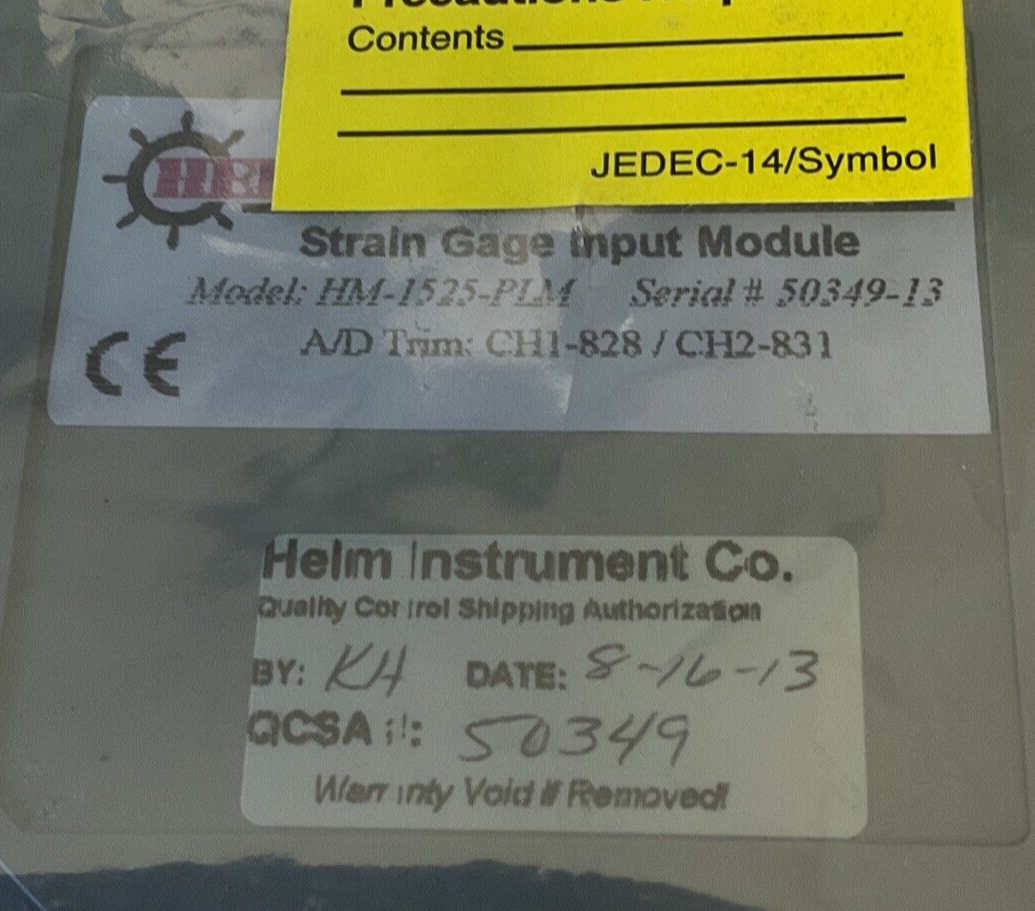 Contents
JEDEC-14/Symbol
Strain Gage Input Module
Model: HM-1525-PLM Serial # 50349-13
A/D Trim: CH1-828 / CH2-831
CE
Helm Instrument Co.
Quality Control Shipping Authorization
BY: KH DATE: 8-16-13
QCSA #: 50349
Warranty Void If Removed!